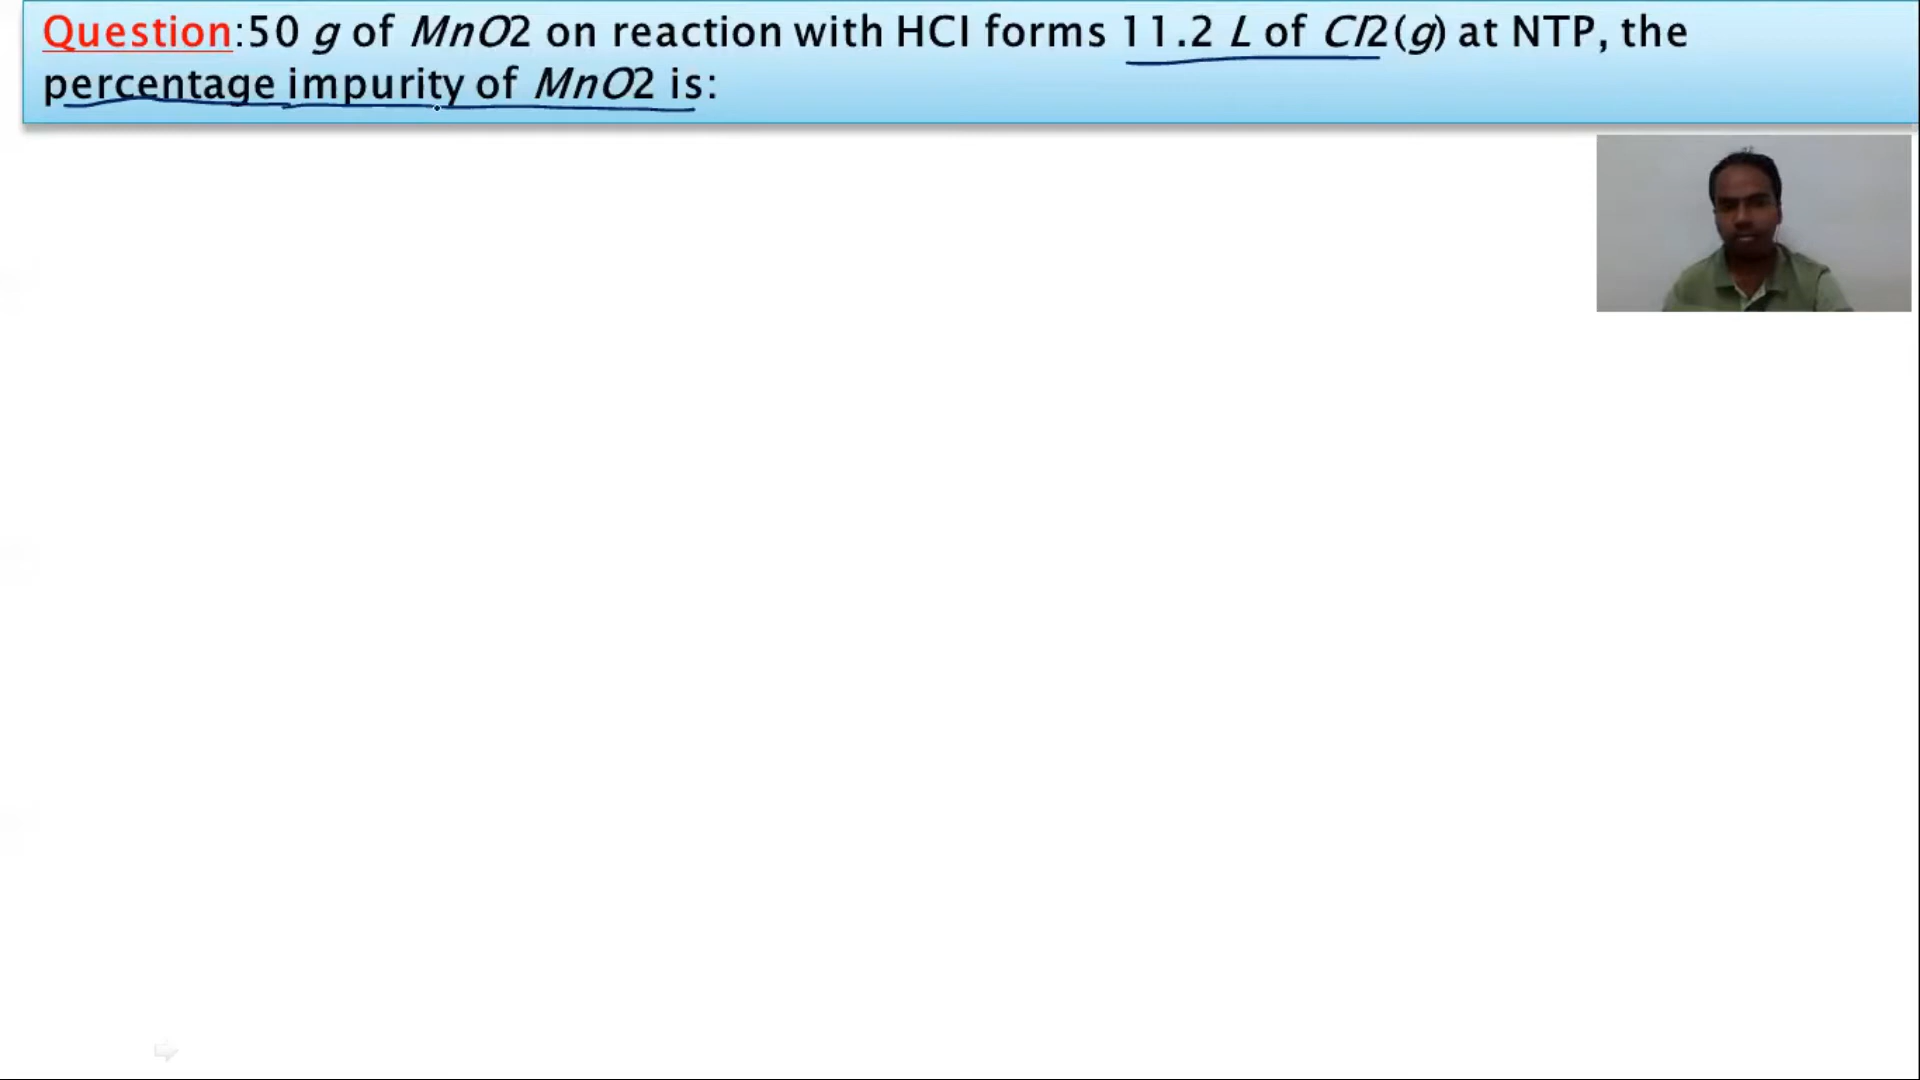 Question:50 g of MnO2 on reaction with HCl forms 11.2 L of Cl2(g) at NTP, the
percentage impurity of MnO2 is: